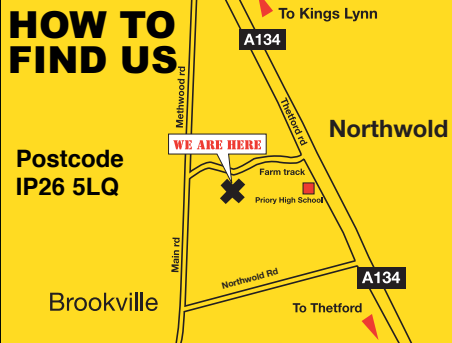 HOW TO
FIND US
To Kings Lynn
A134
Methwood rd
Thetford rd
Northwold
WE ARE HERE
Postcode
IP26 5LQ
Farm track
Priory High School
Main rd
Northwold Rd
A134
Brookville
To Thetford